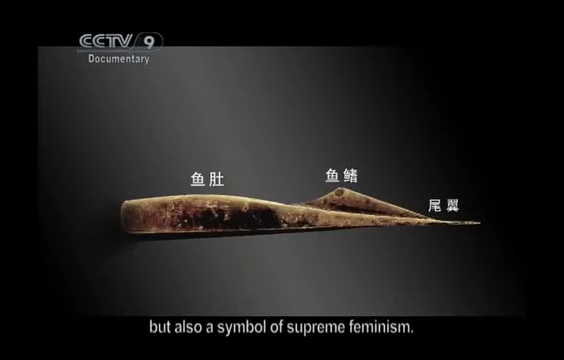 CCTV 9
Documentary
鱼肚
鱼鳍
尾翼
but also a symbol of supreme feminism.